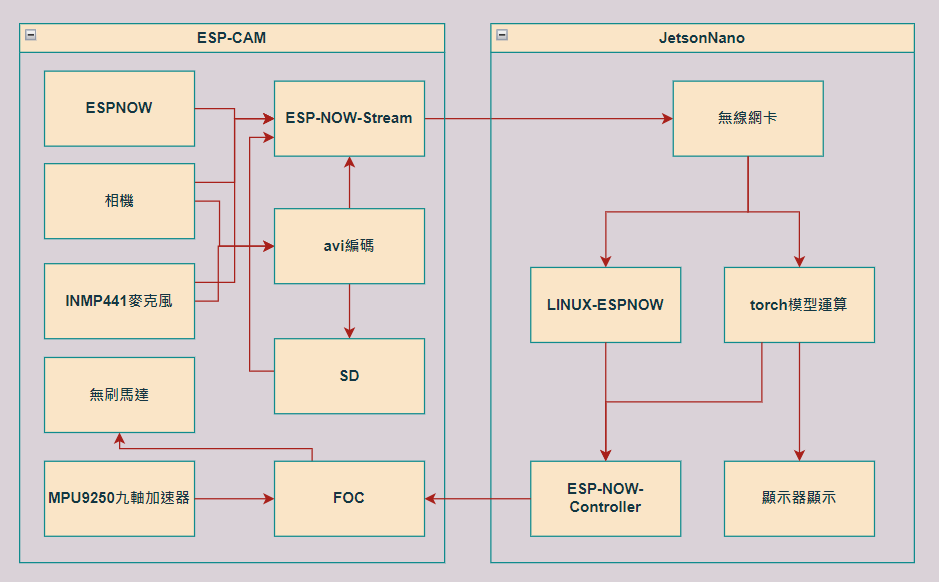 ESP-CAM
ESPNOW
ESP-NOW-Stream
相機
avi編碼
INMP441麥克風
SD
無刷馬達
MPU9250九軸加速器
FOC
JetsonNano
無線網卡
LINUX-ESPNOW
torch模型運算
ESP-NOW-
Controller
顯示器顯示